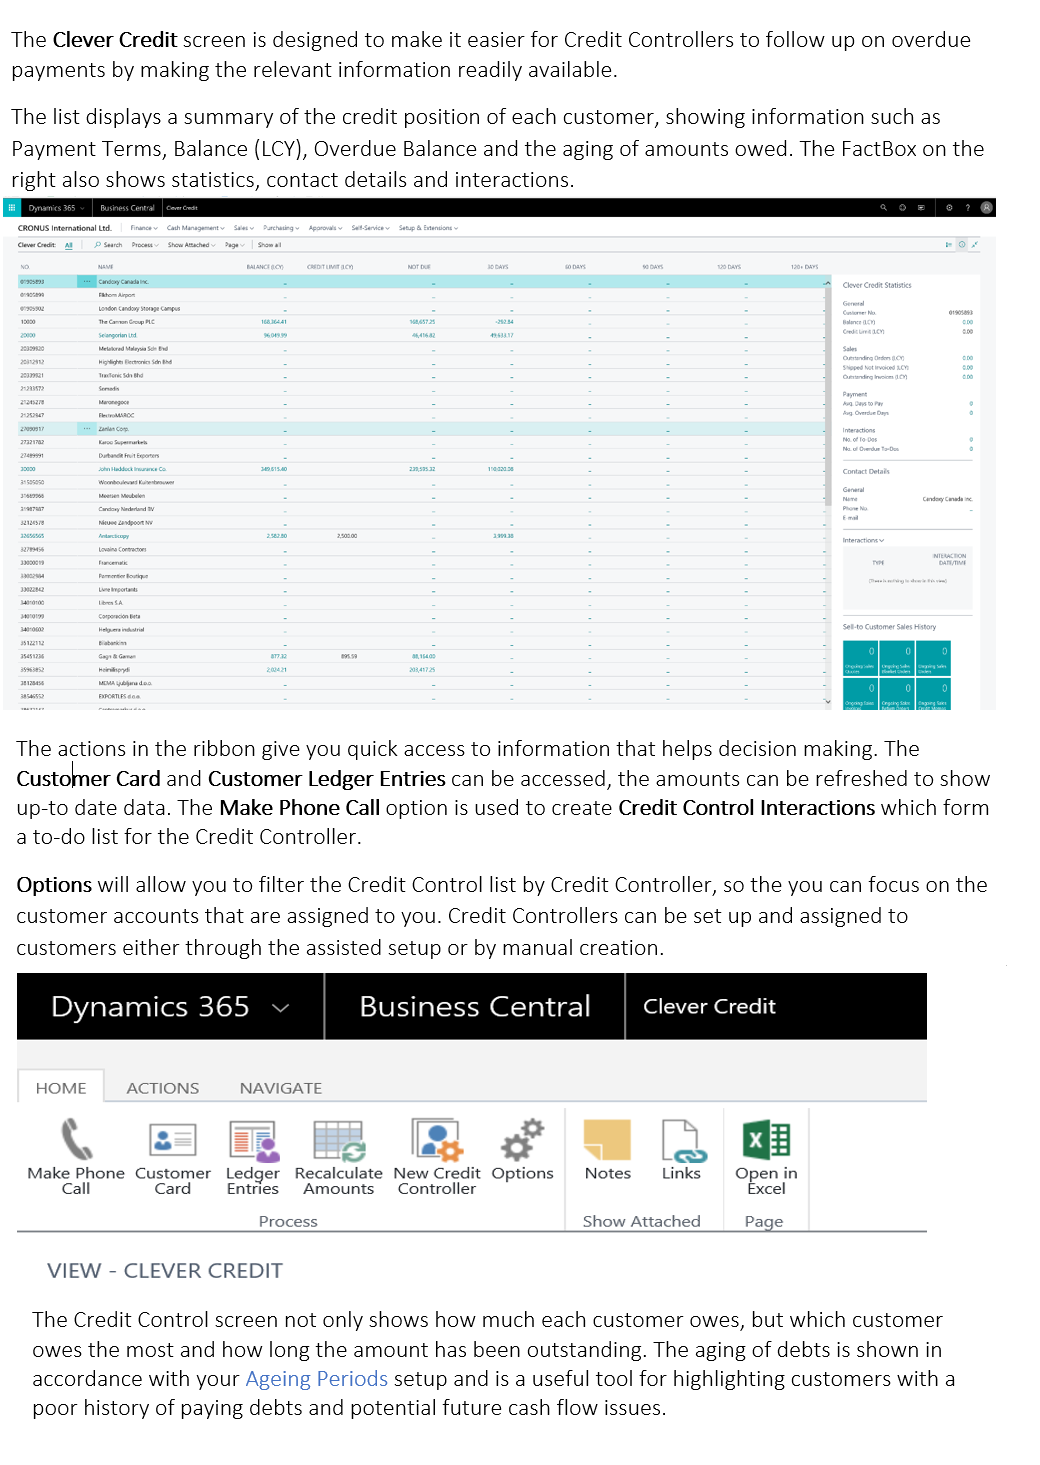 The Clever Credit screen is designed to make it easier for Credit Controllers to follow up on overdue
payments by making the relevant information readily available.
The list displays a summary of the credit position of each customer, showing information such as
Payment Terms, Balance (LCY), Overdue Balance and the aging of amounts owed. The FactBox on the
right also shows statistics, contact details and interactions.
Dynamics 365 Business Central Clever Credit
CRONUS International Ltd. Finance Cash Management Sales Purchasing Approvals Self-Service Setup & Extensions
Clever Credit: All Search Process Show Attached Page Show all
NO. NAME BALANCE (LCY) CREDIT LIMIT (LCY) NOT DUE 30 DAYS 60 DAYS 90 DAYS 120 DAYS 120+ DAYS
01905893 Candoxy Canada Inc.
01905899 Elkhorn Airport
01905902 London Candoxy Storage Campus
10000 The Cannon Group PLC 168,364.41 168,657.25 -292.84
20000 Selangorian Ltd. 96,049.99 46,416.82 49,633.17
20309920 Metatorad Malaysia Sdn Bhd
20312912 Highlights Electronics Sdn Bhd
20339921 TraxTonic Sdn Bhd
21233572 Somadis
21245278 Maronegoce
21252947 ElectroMAROC
27090917 Zanlan Corp.
27321782 Karoo Supermarkets
27489991 Durbandit Fruit Exporters
30000 John Haddock Insurance Co. 349,615.40 239,595.32 110,020.08
31505050 Woonboulevard Kuitenbrouwer
31669966 Meersen Meubelen
31987987 Candoxy Nederland BV
32124578 Nieuwe Zandpoort NV
32656565 Antarcticopy 2,582.80 2,500.00
32789456 Lovaina Contractors
33000019 Francematic
33002984 Parmentier Boutique
33022842 Livre Importants
34010100 Libros S.A.
34010199 Corporación Beta
34010602 Helguera industrial
35122112 Bilabankinn
35451236 Gagn & Gaman 877.32 895.59
35963852 Heimilisprydi 2,024.21
38128456 MEMA Ljubljana d.o.o.
38546552 EXPORTLES d.o.o.
Clever Credit Statistics
General
Customer No. 01905893
Balance (LCY) 0.00
Credit Limit (LCY) 0.00
Sales
Outstanding Orders (LCY) 0.00
Shipped Not Invoiced (LCY) 0.00
Outstanding Invoices (LCY) 0.00
Payment
Avg. Days to Pay 0
Avg. Overdue Days 0
Interactions
No. of To-Dos 0
No. of Overdue To-Dos 0
Contact Details
General
Name Candoxy Canada Inc.
Phone No.
E-mail
Interactions
TYPE INTERACTION DATE/TIME
(There is nothing to show in this view)
Sell-to Customer Sales History
0 0 0
Ongoing Sales Quotes Ongoing Sales Blanket Orders Ongoing Sales Orders
0 0 0
Ongoing Sales Invoices Ongoing Sales Return Orders Ongoing Sales Credit Memos
The actions in the ribbon give you quick access to information that helps decision making. The
Customer Card and Customer Ledger Entries can be accessed, the amounts can be refreshed to show
up-to date data. The Make Phone Call option is used to create Credit Control Interactions which form
a to-do list for the Credit Controller.
Options will allow you to filter the Credit Control list by Credit Controller, so the you can focus on the
customer accounts that are assigned to you. Credit Controllers can be set up and assigned to
customers either through the assisted setup or by manual creation.
Dynamics 365 Business Central Clever Credit
HOME ACTIONS NAVIGATE
Make Phone Customer Ledger Recalculate New Credit Options Notes Links Open in
Call Card Entries Amounts Controller Excel
Process Show Attached Page
VIEW - CLEVER CREDIT
The Credit Control screen not only shows how much each customer owes, but which customer
owes the most and how long the amount has been outstanding. The aging of debts is shown in
accordance with your Ageing Periods setup and is a useful tool for highlighting customers with a
poor history of paying debts and potential future cash flow issues.